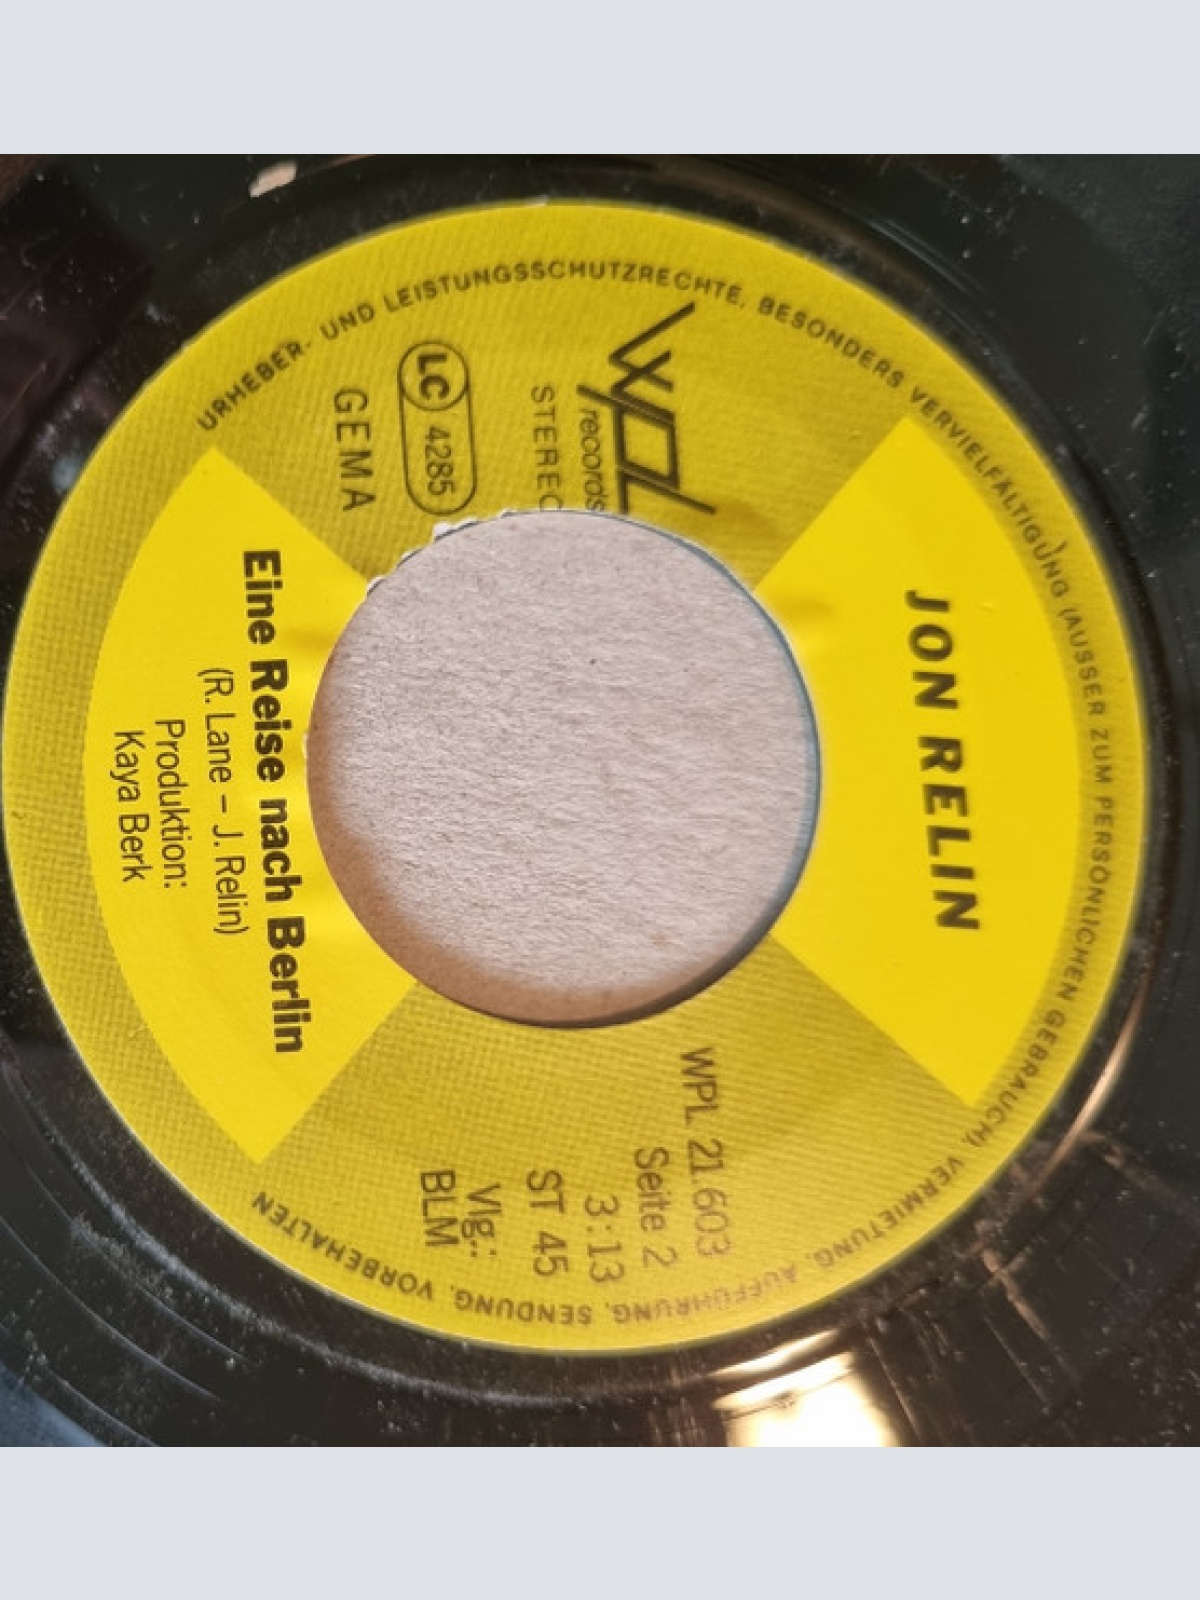 JON RELIN
WPL
records
STEREO
LC 4285
GEMA
WPL 21.603
Seite 2
3:13
ST 45
Vlg.:
BLM
Eine Reise nach Berlin
(R. Lane – J. Relin)
Produktion:
Kaya Berk
URHEBER- UND LEISTUNGSSCHUTZRECHTE, BESONDERS VERVIELFÄLTIGUNG (AUSSER ZUM PERSÖNLICHEN GEBRAUCH), VERMIETUNG, AUFFÜHRUNG, SENDUNG, VORBEHALTEN